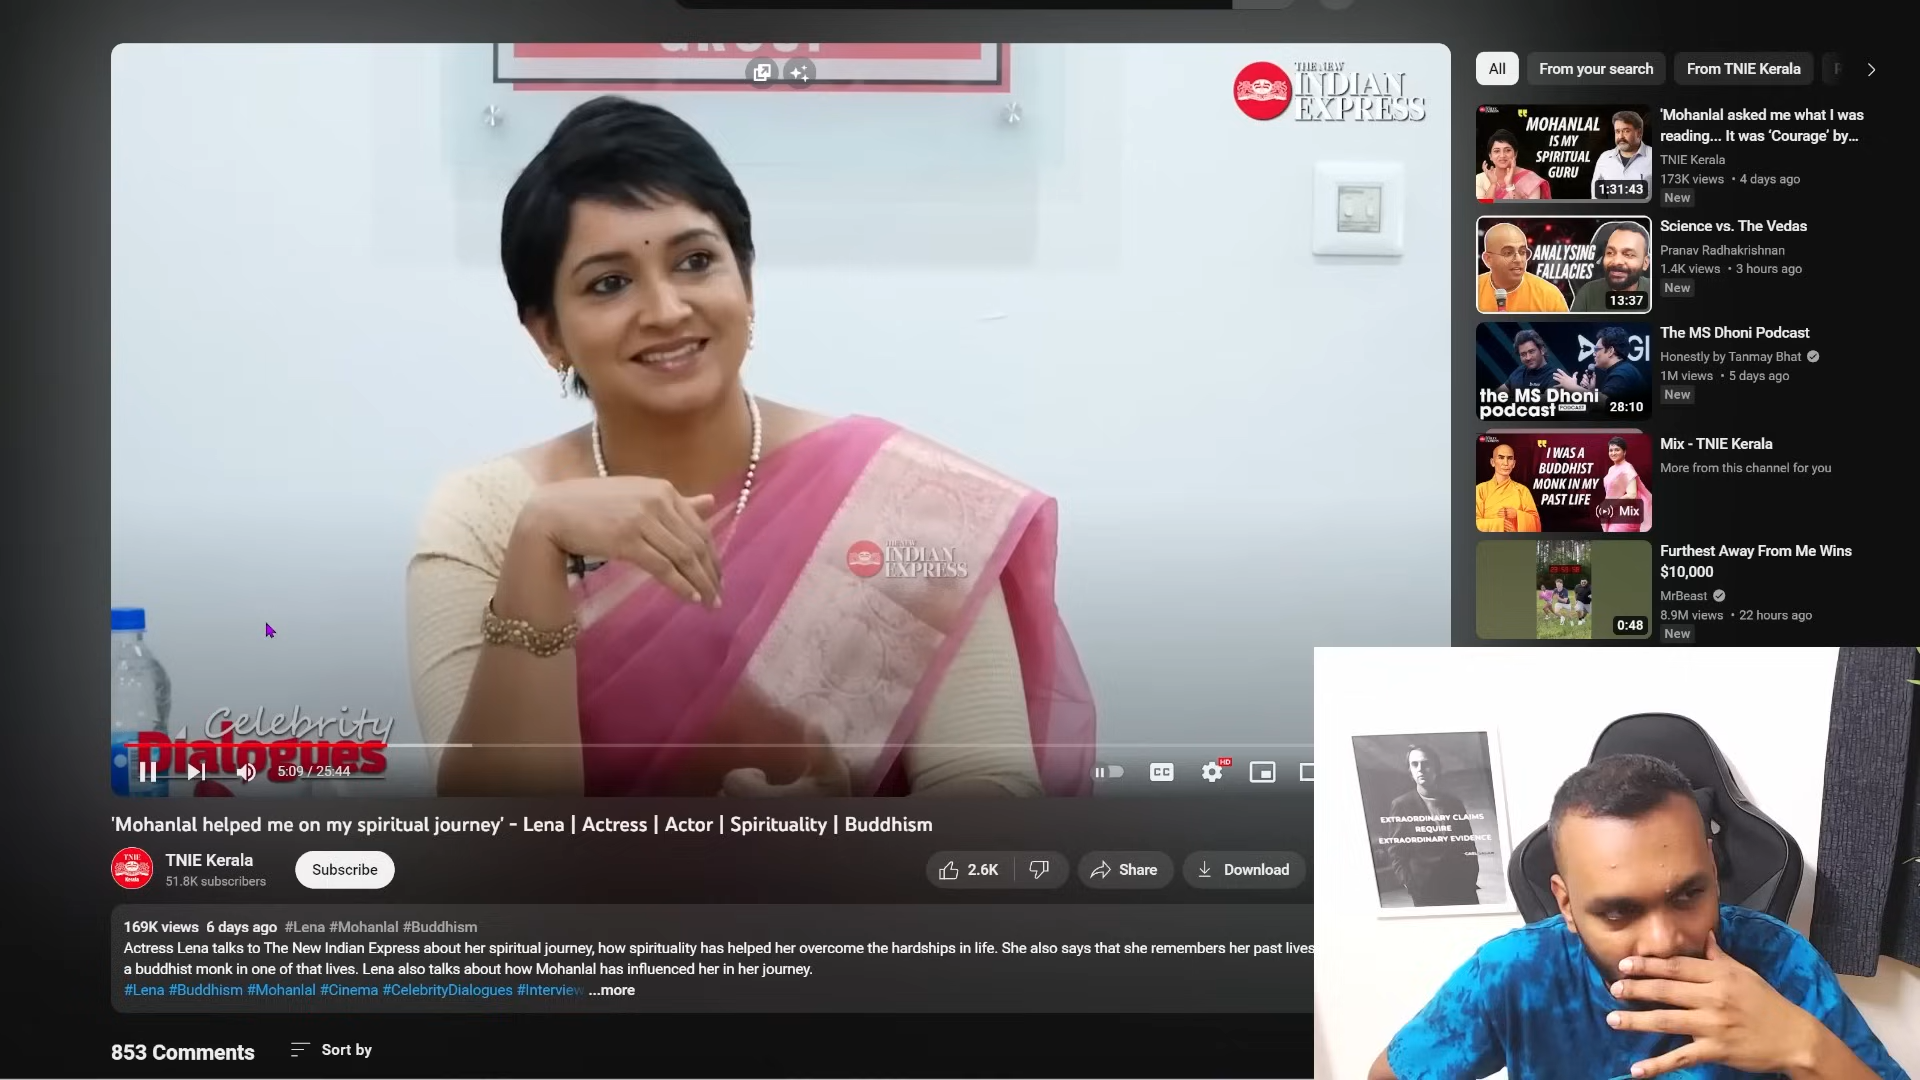 GROUP
THE NEW
INDIAN
EXPRESS
THE NEW
INDIAN
EXPRESS
Celebrity
Dialogues
5:09 / 25:44
CC
HD
'Mohanlal helped me on my spiritual journey' - Lena | Actress | Actor | Spirituality | Buddhism
TNIE
Kerala
TNIE Kerala
51.8K subscribers
Subscribe
2.6K
Share
Download
169K views 6 days ago #Lena #Mohanlal #Buddhism
Actress Lena talks to The New Indian Express about her spiritual journey, how spirituality has helped her overcome the hardships in life. She also says that she remembers her past lives
a buddhist monk in one of that lives. Lena also talks about how Mohanlal has influenced her in her journey.
#Lena #Buddhism #Mohanlal #Cinema #CelebrityDialogues #Interview ...more
853 Comments
Sort by
All
From your search
From TNIE Kerala
"MOHANLAL
IS MY
SPIRITUAL
GURU
1:31:43
'Mohanlal asked me what I was
reading... It was ‘Courage’ by...
TNIE Kerala
173K views • 4 days ago
New
ANALYSING
FALLACIES
13:37
Science vs. The Vedas
Pranav Radhakrishnan
1.4K views • 3 hours ago
New
the MS Dhoni
podcast
28:10
The MS Dhoni Podcast
Honestly by Tanmay Bhat
1M views • 5 days ago
New
"I WAS A
BUDDHIST
MONK IN MY
PAST LIFE
Mix
Mix - TNIE Kerala
More from this channel for you
0:48
Furthest Away From Me Wins
$10,000
MrBeast
8.9M views • 22 hours ago
New
EXTRAORDINARY CLAIMS
REQUIRE
EXTRAORDINARY EVIDENCE